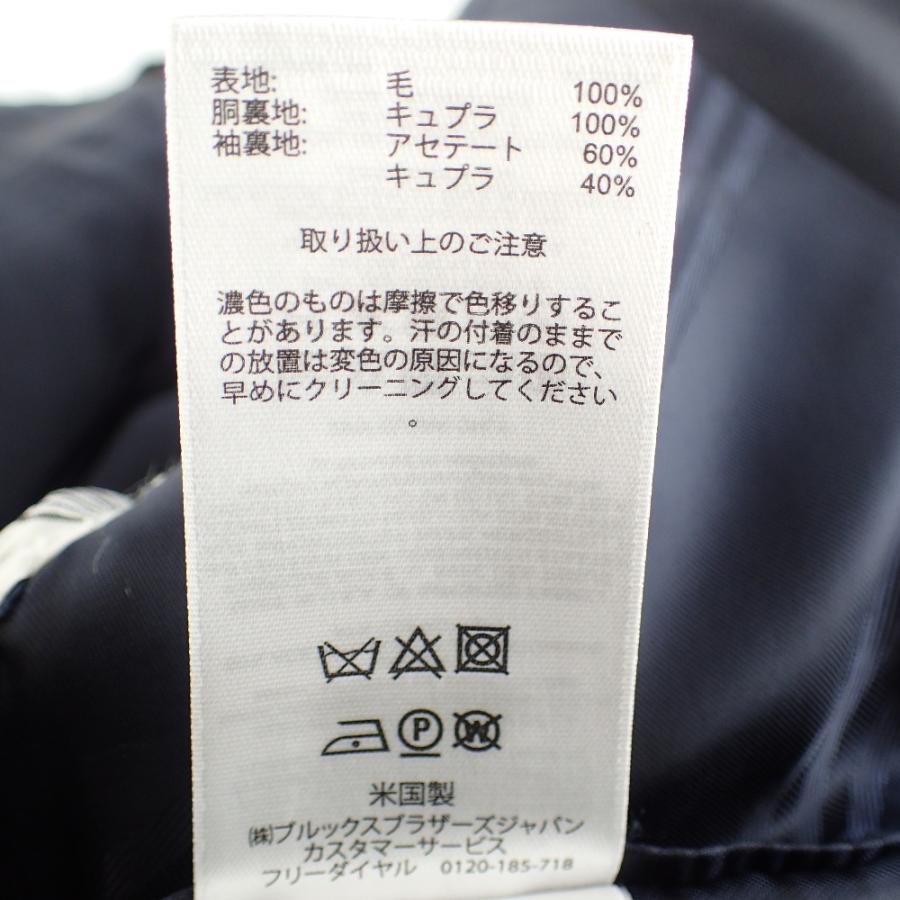 表地: 毛 100%
胴裏地: キュプラ 100%
袖裏地: アセテート 60%
キュプラ 40%
取り扱い上のご注意
濃色のものは摩擦で色移りするこ
とがあります。汗の付着のままで
の放置は変色の原因になるので、
早めにクリーニングしてください
。
P W
米国製
㈱ブルックスブラザーズジャパン
カスタマーサービス
フリーダイヤル 0120-185-718